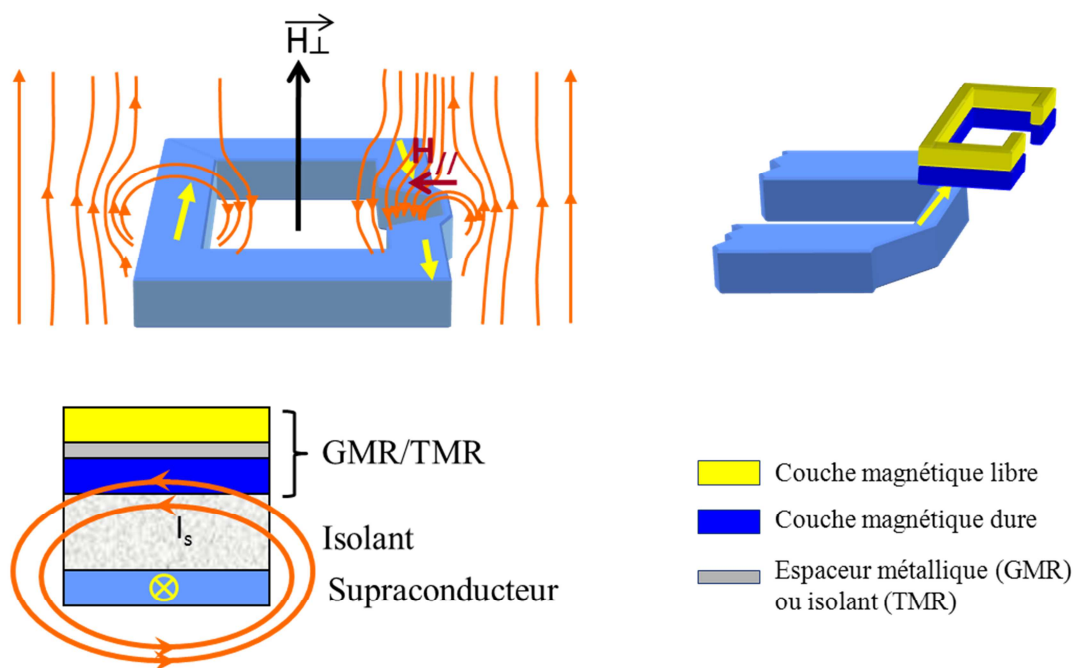 H⊥
H//
GMR/TMR
Is
Isolant
Supraconducteur
Couche magnétique libre
Couche magnétique dure
Espaceur métallique (GMR)
ou isolant (TMR)